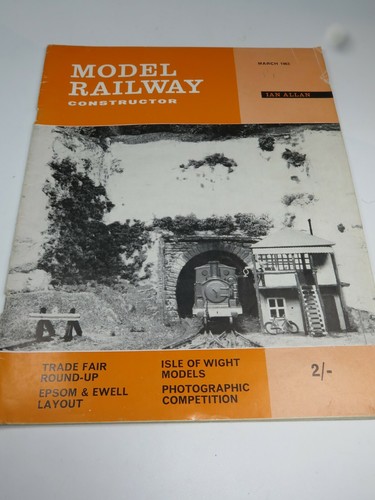 MODEL
RAILWAY
CONSTRUCTOR
MARCH 1963
IAN ALLAN
TRADE FAIR
ROUND-UP
EPSOM & EWELL
LAYOUT
ISLE OF WIGHT
MODELS
PHOTOGRAPHIC
COMPETITION
2/-